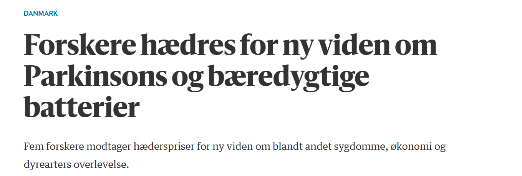 DANMARK
Forskere hædres for ny viden om
Parkinsons og bæredygtige
batterier
Fem forskere modtager hæderspriser for ny viden om blandt andet sygdomme, økonomi og
dyrearters overlevelse.